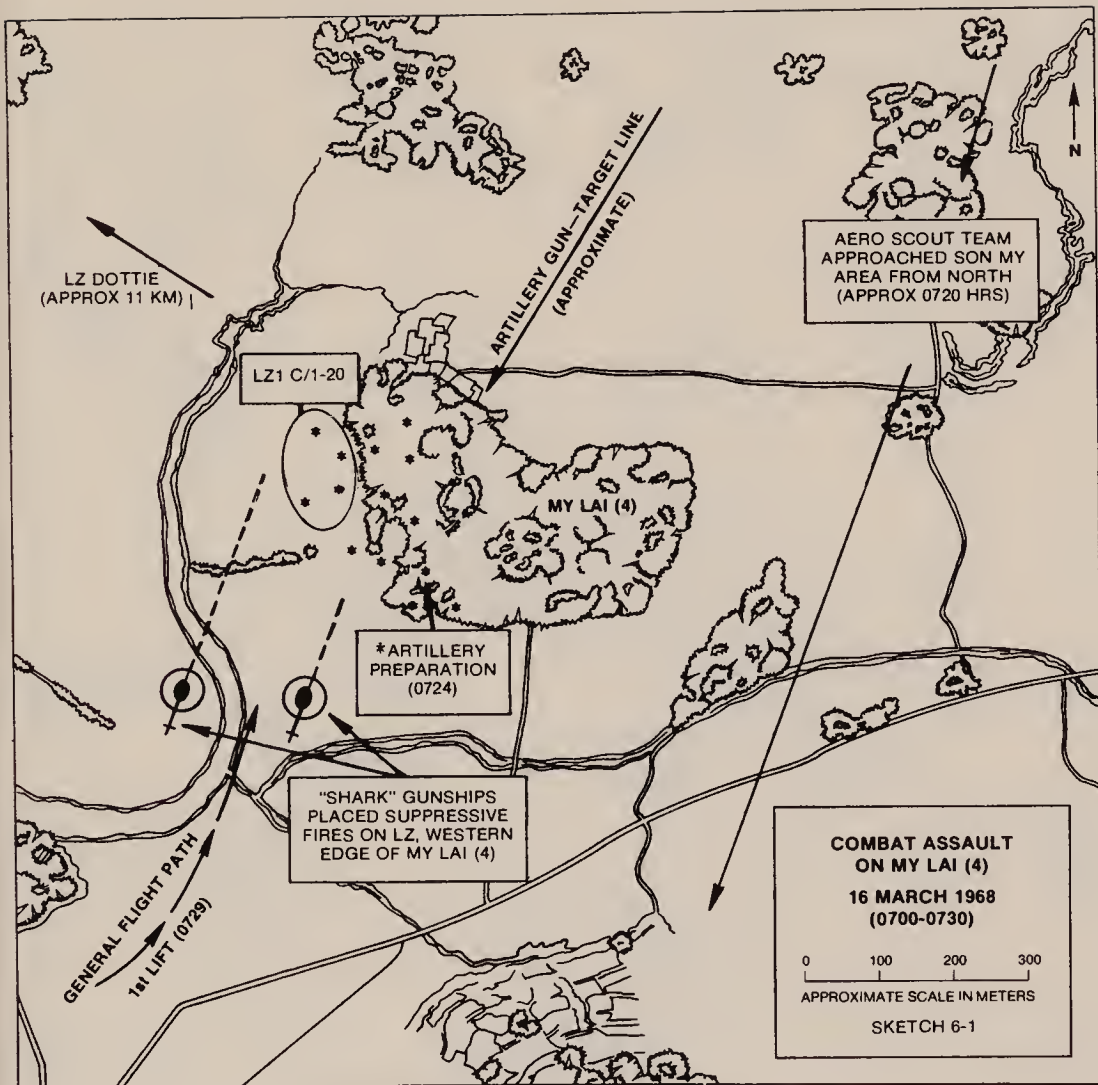 ARTILLERY GUN—TARGET LINE
(APPROXIMATE)
N
AERO SCOUT TEAM
APPROACHED SON MY
AREA FROM NORTH
(APPROX 0720 HRS)
LZ DOTTIE
(APPROX 11 KM)
LZ1 C/1-20
MY LAI (4)
*ARTILLERY
PREPARATION
(0724)
"SHARK" GUNSHIPS
PLACED SUPPRESSIVE
FIRES ON LZ, WESTERN
EDGE OF MY LAI (4)
GENERAL FLIGHT PATH
1st LIFT (0729)
COMBAT ASSAULT
ON MY LAI (4)
16 MARCH 1968
(0700-0730)
0 100 200 300
APPROXIMATE SCALE IN METERS
SKETCH 6-1